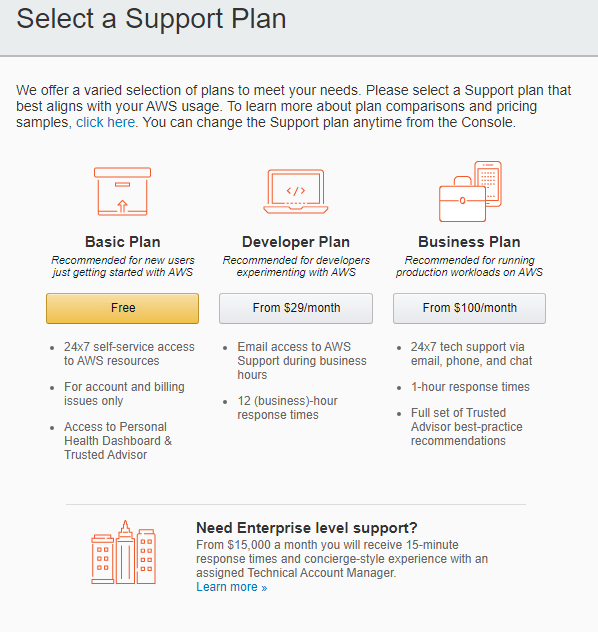 Select a Support Plan
We offer a varied selection of plans to meet your needs. Please select a Support plan that
best aligns with your AWS usage. To learn more about plan comparisons and pricing
samples, click here. You can change the Support plan anytime from the Console.
</>
Basic Plan
Recommended for new users
just getting started with AWS
Free
24x7 self-service access
to AWS resources
For account and billing
issues only
Access to Personal
Health Dashboard &
Trusted Advisor
Developer Plan
Recommended for developers
experimenting with AWS
From $29/month
Email access to AWS
Support during business
hours
12 (business)-hour
response times
Business Plan
Recommended for running
production workloads on AWS
From $100/month
24x7 tech support via
email, phone, and chat
1-hour response times
Full set of Trusted
Advisor best-practice
recommendations
Need Enterprise level support?
From $15,000 a month you will receive 15-minute
response times and concierge-style experience with an
assigned Technical Account Manager.
Learn more »